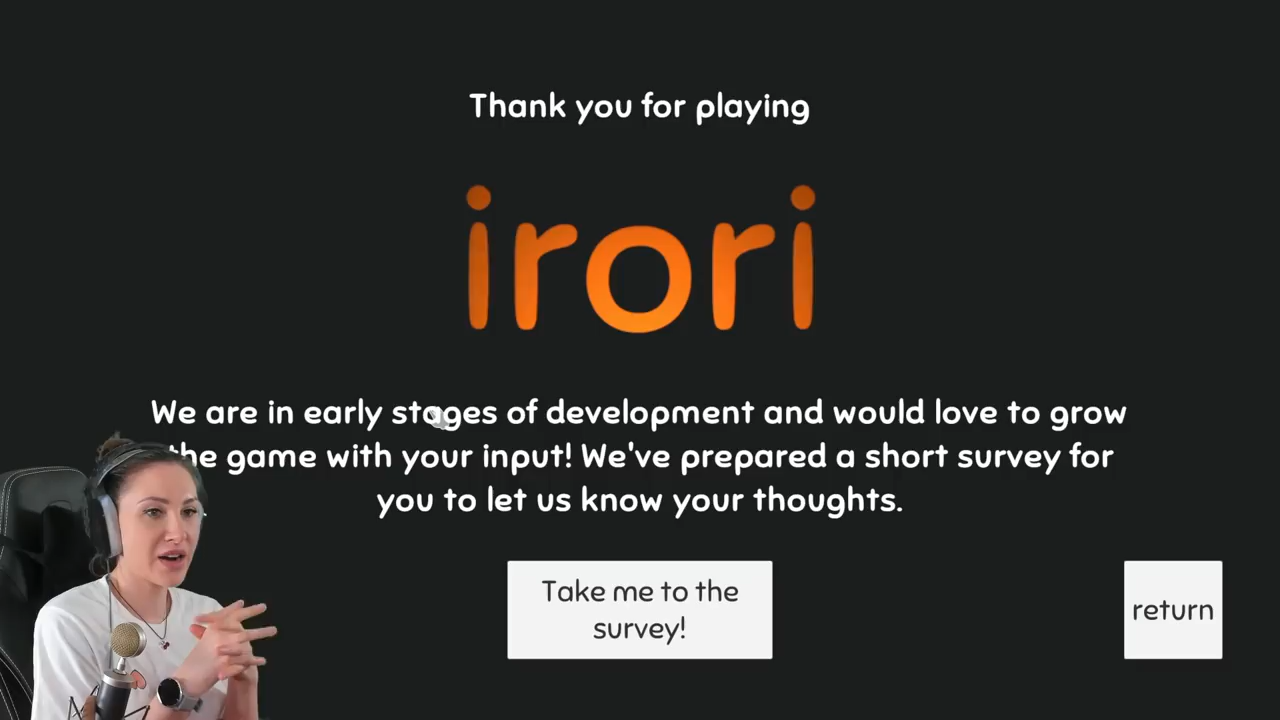 Thank you for playing
irori
We are in early stages of development and would love to grow
the game with your input! We've prepared a short survey for
you to let us know your thoughts.
Take me to the
survey!
return